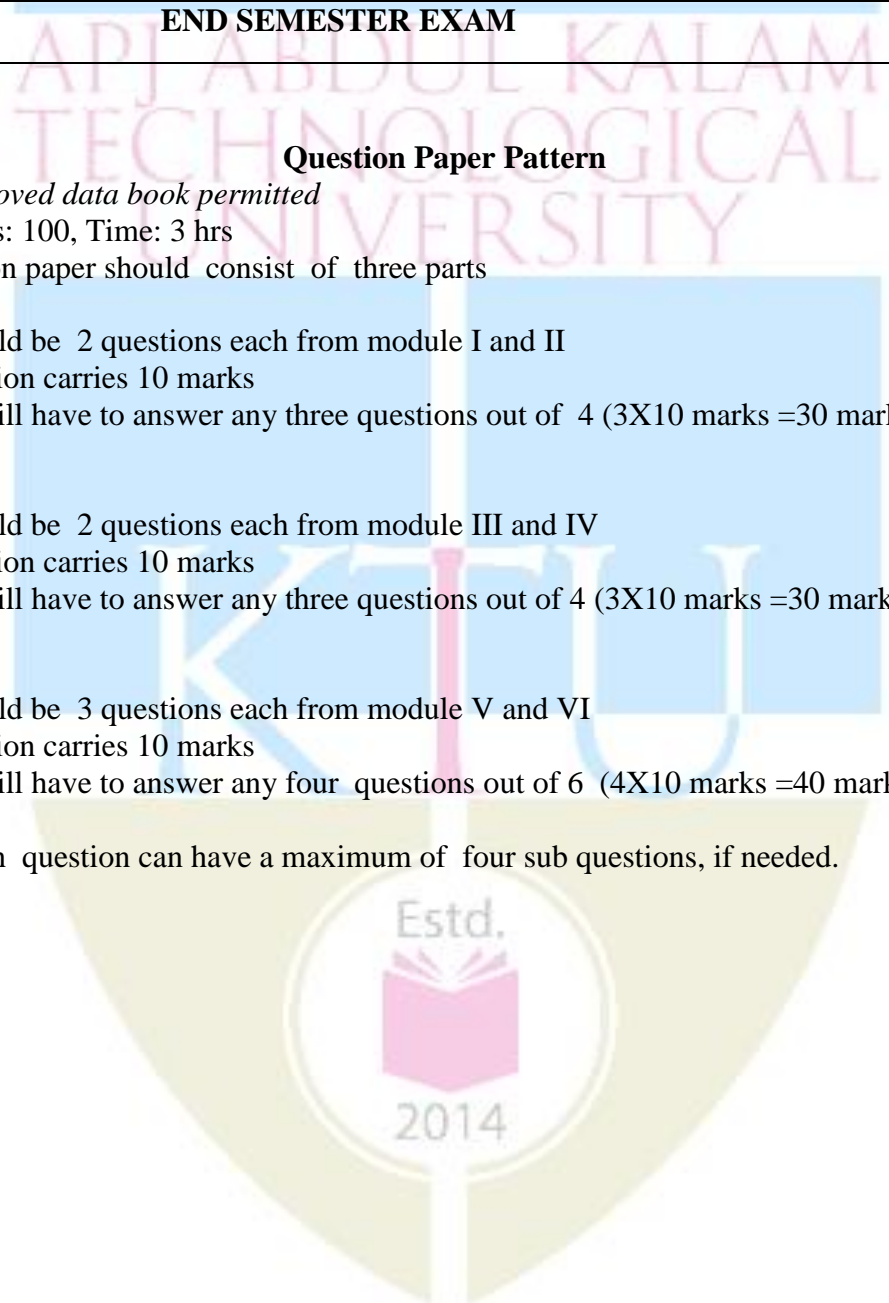 END SEMESTER EXAM
APJ ABDUL KALAM
TECHNOLOGICAL
UNIVERSITY
Question Paper Pattern
oved data book permitted
s: 100, Time: 3 hrs
n paper should consist of three parts
ld be 2 questions each from module I and II
ion carries 10 marks
ill have to answer any three questions out of 4 (3X10 marks =30 mar
ld be 2 questions each from module III and IV
ion carries 10 marks
ill have to answer any three questions out of 4 (3X10 marks =30 mark
ld be 3 questions each from module V and VI
ion carries 10 marks
ill have to answer any four questions out of 6 (4X10 marks =40 mark
n question can have a maximum of four sub questions, if needed.
KTU
Estd.
2014